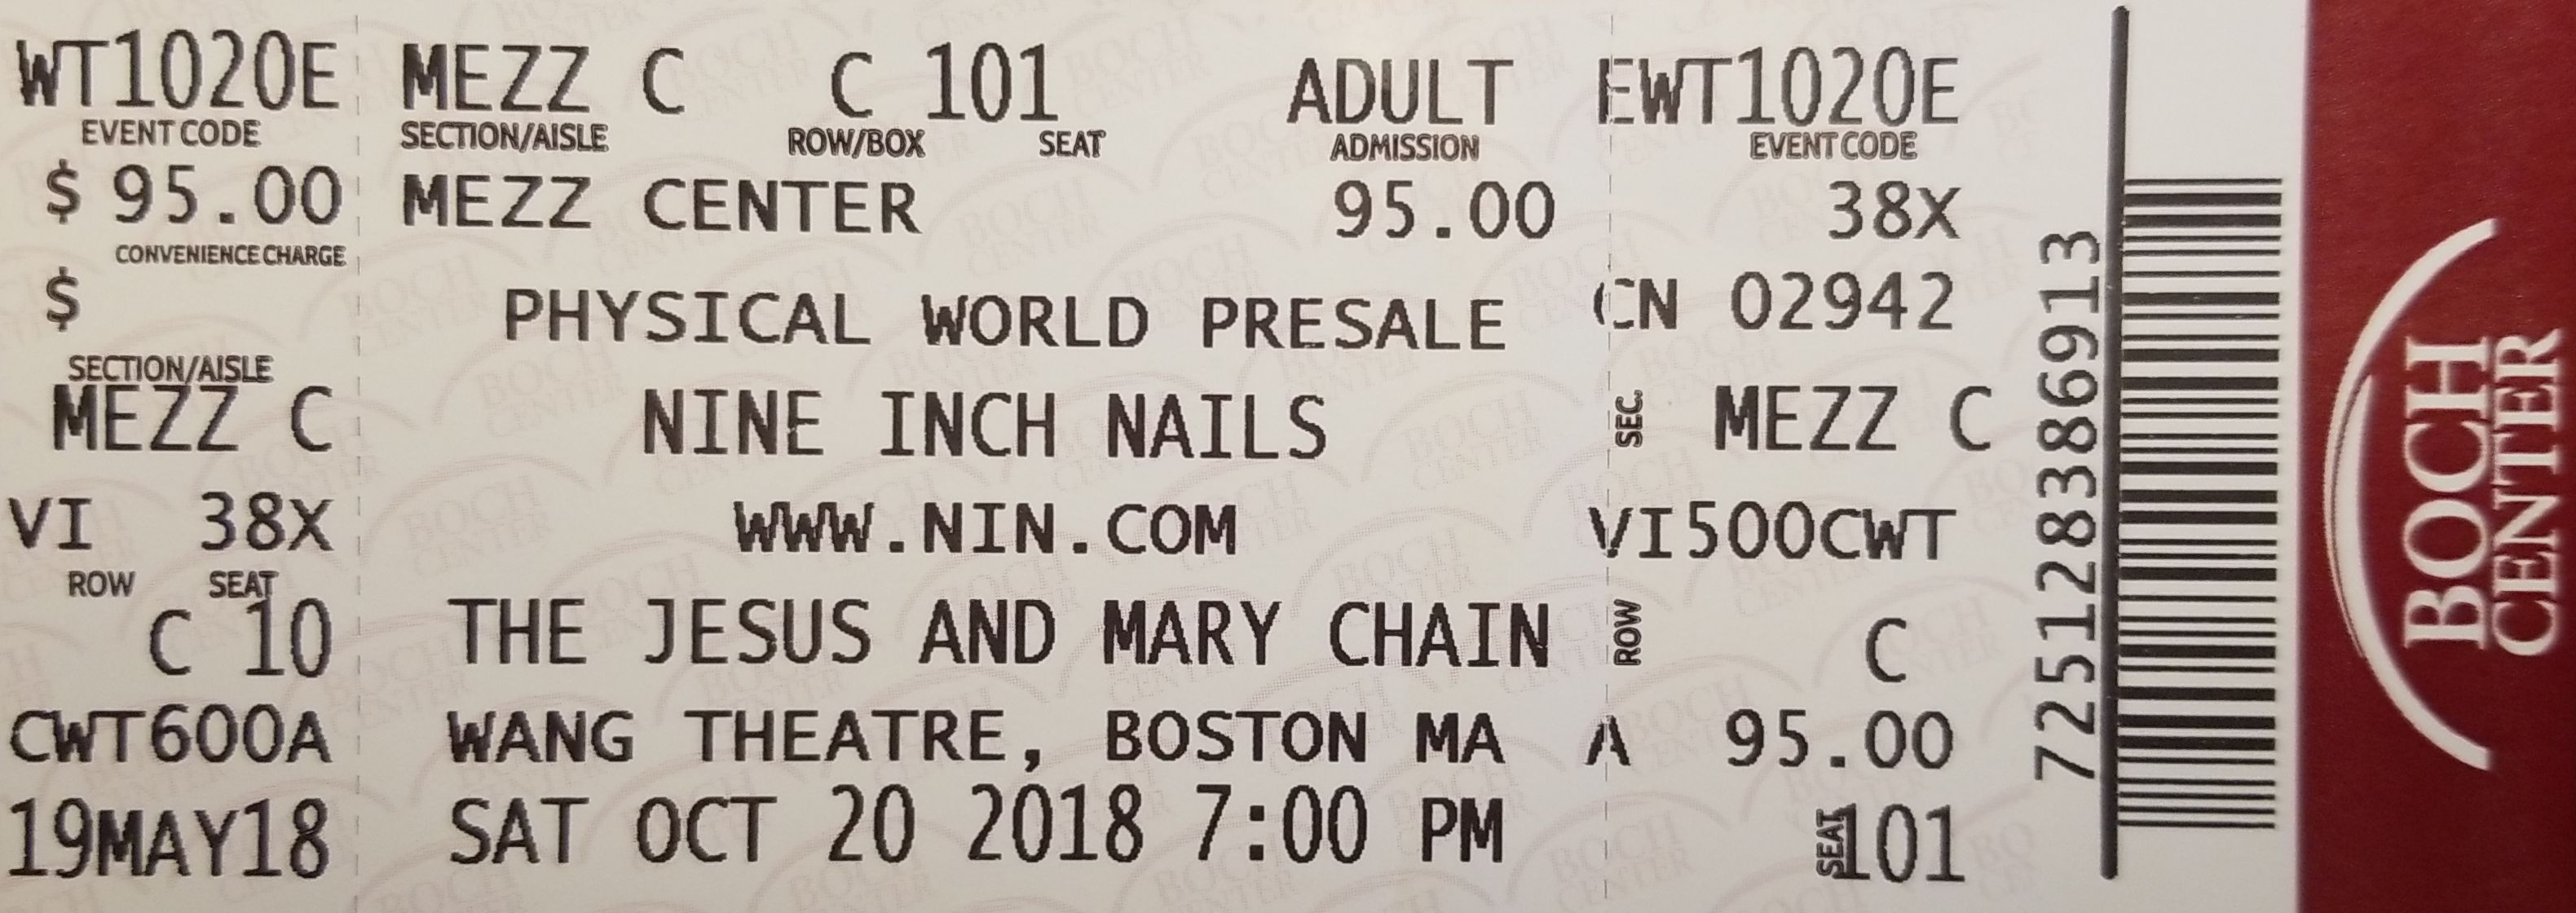 WT1020E MEZZ C C 101 ADULT EWT1020E
EVENT CODE SECTION/AISLE ROW/BOX SEAT ADMISSION EVENT CODE
$ 95.00 MEZZ CENTER 95.00 38X
CONVENIENCE CHARGE
$ PHYSICAL WORLD PRESALE CN 02942
SECTION/AISLE
MEZZ C NINE INCH NAILS SEC. MEZZ C
VI 38X WWW.NIN.COM VI500CWT
ROW SEAT
C 10 THE JESUS AND MARY CHAIN ROW C
CWT600A WANG THEATRE, BOSTON MA A 95.00
19MAY18 SAT OCT 20 2018 7:00 PM SEAT 101
725128386913
BOCH
CENTER